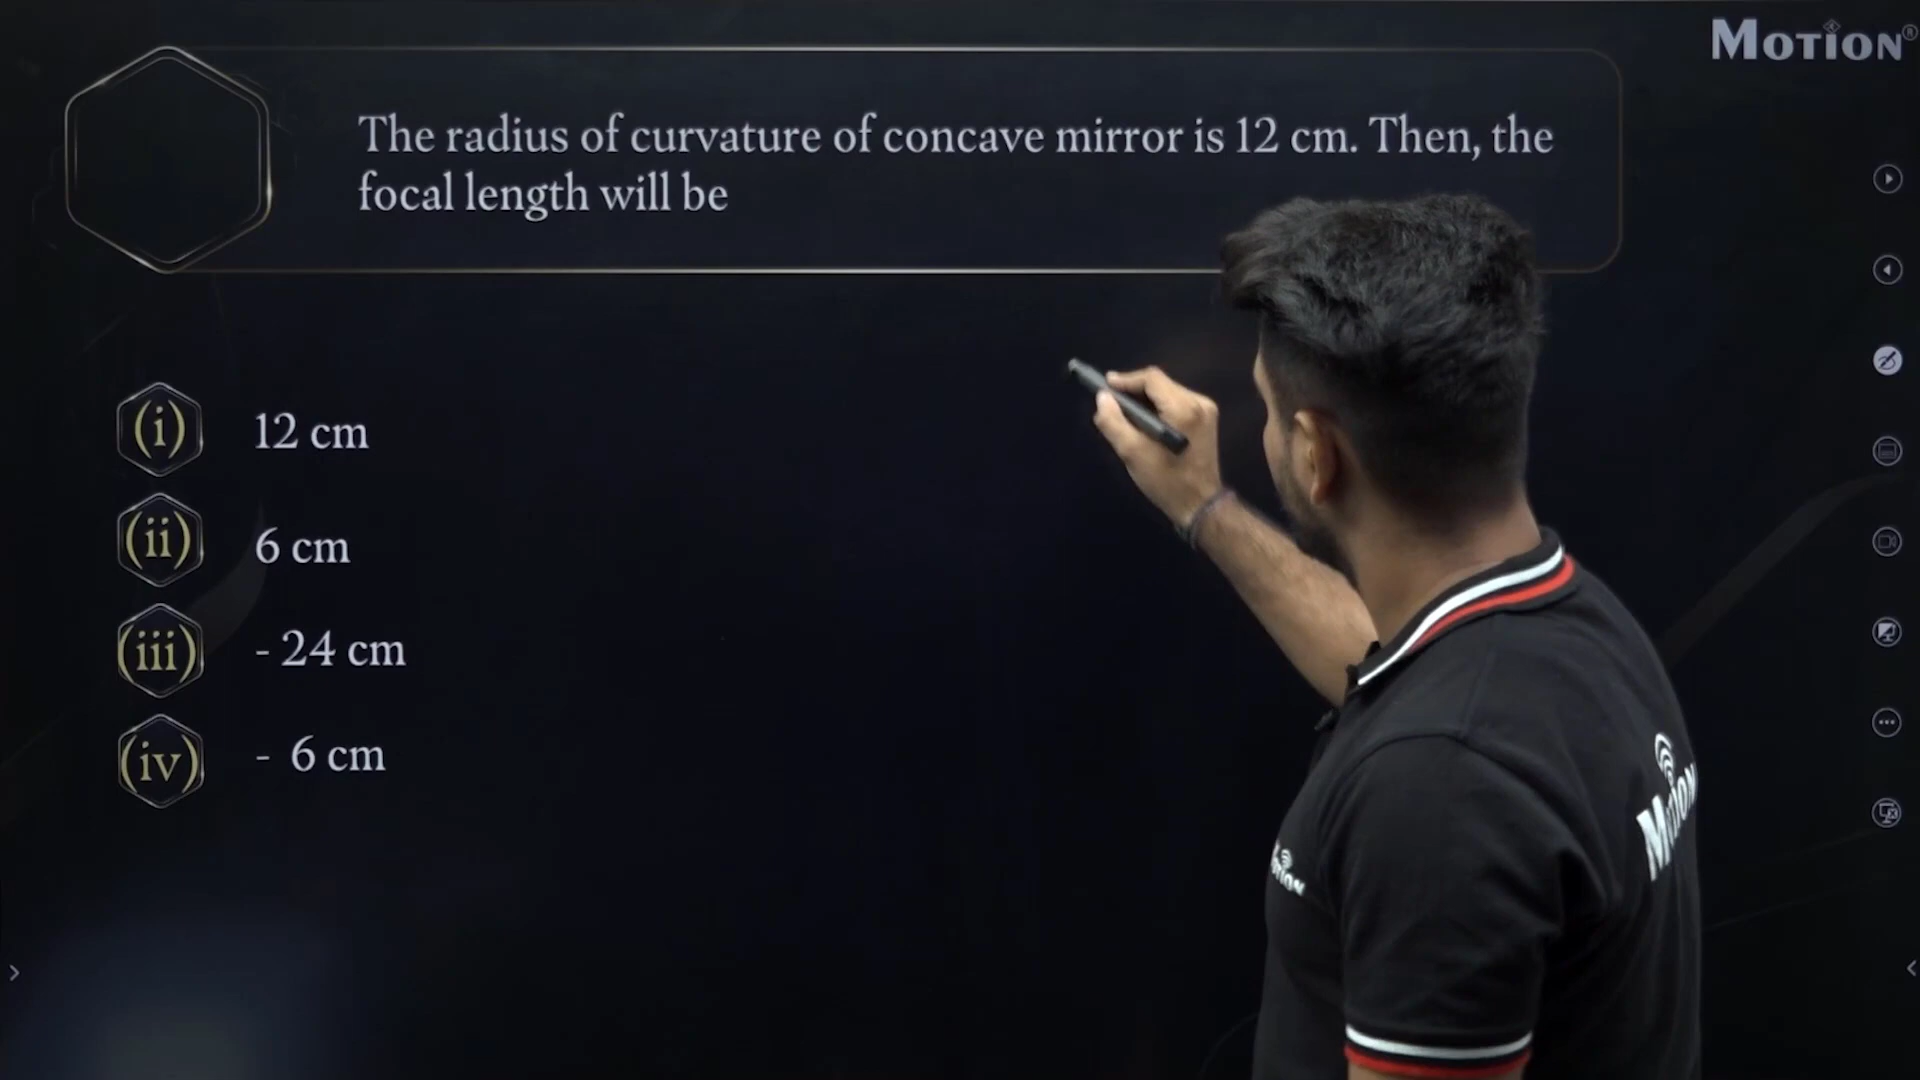 MOTION®
The radius of curvature of concave mirror is 12 cm. Then, the
focal length will be
(i) 12 cm
(ii) 6 cm
(iii) - 24 cm
(iv) - 6 cm
MOTION